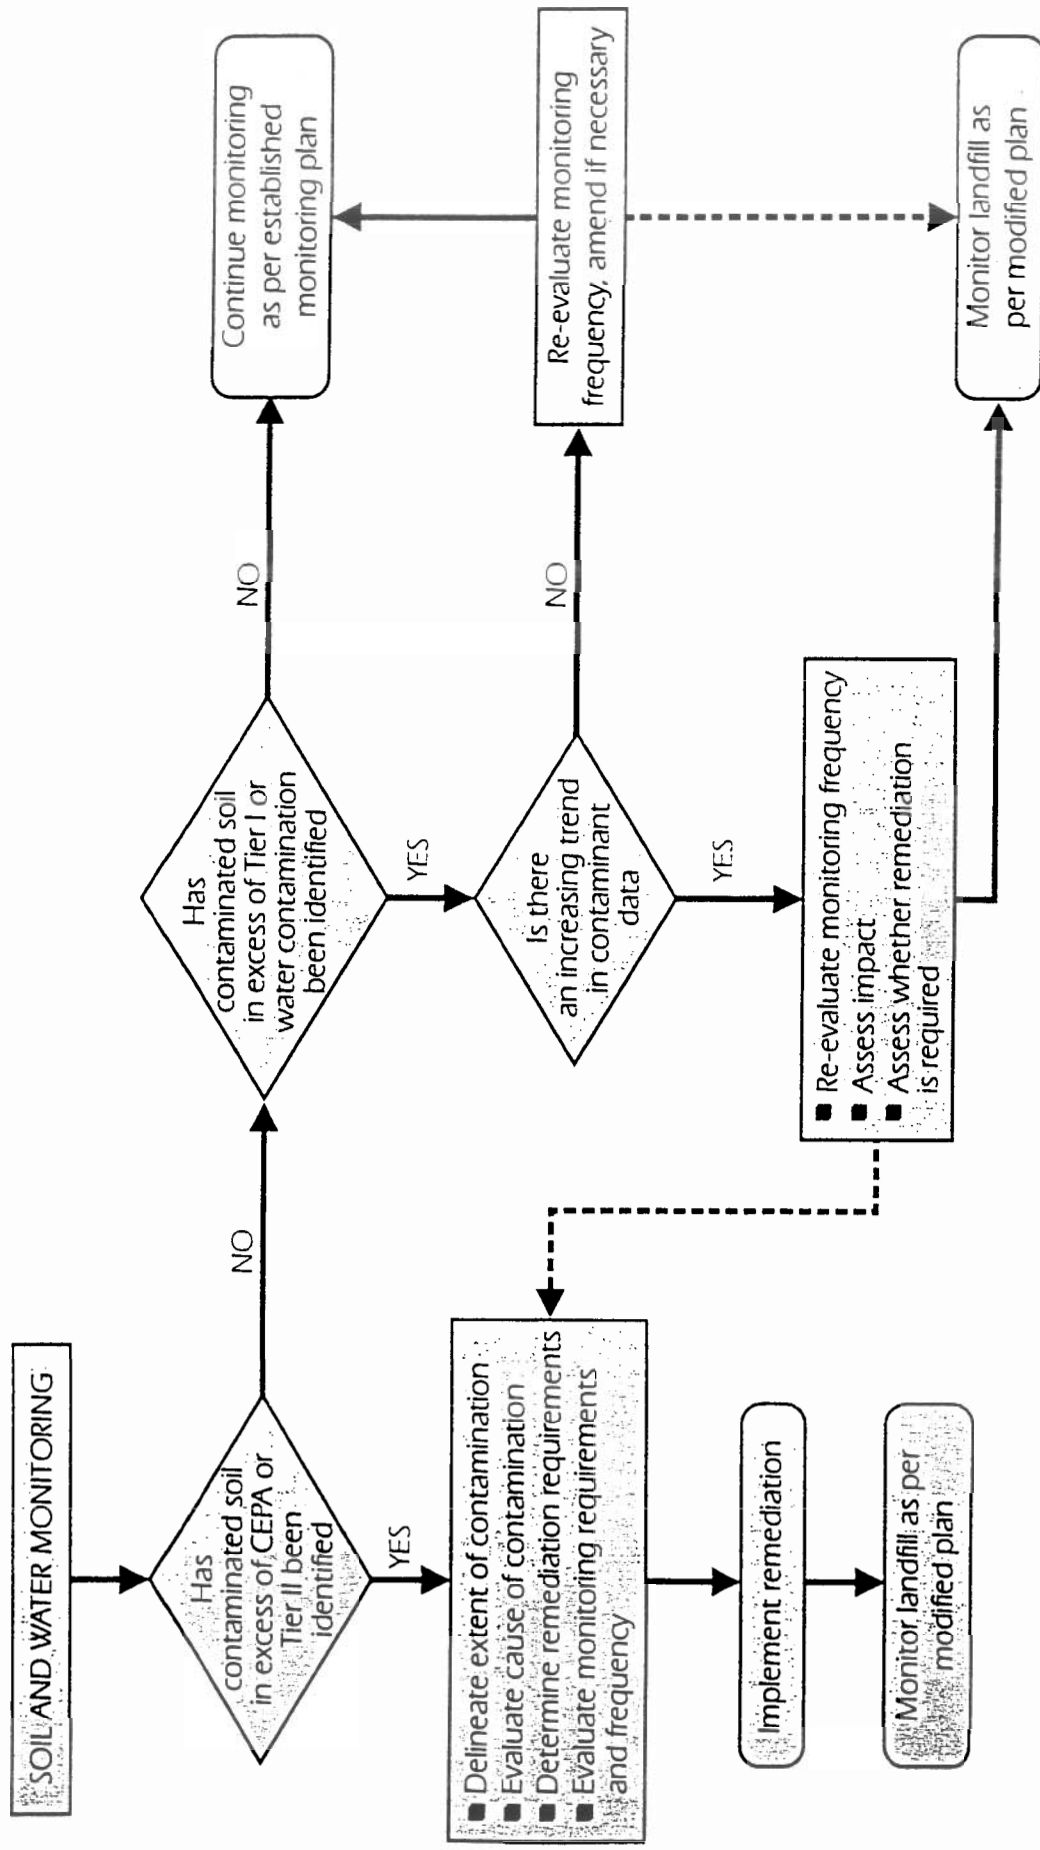 SOIL AND WATER MONITORING
Has
contaminated soil
in excess of CEPA or
Tier II been
identified
NO
YES
Has
contaminated soil
in excess of Tier I or
water contamination
been identified
NO
YES
Continue monitoring
as per established
monitoring plan
Is there
an increasing trend
in contaminant
data
NO
YES
Re-evaluate monitoring
frequency, amend if necessary
■ Delineate extent of contamination
■ Evaluate cause of contamination
■ Determine remediation requirements
■ Evaluate monitoring requirements
and frequency
■ Re-evaluate monitoring frequency
■ Assess impact
■ Assess whether remediation
is required
Implement remediation
Monitor landfill as per
modified plan
Monitor landfill as
per modified plan